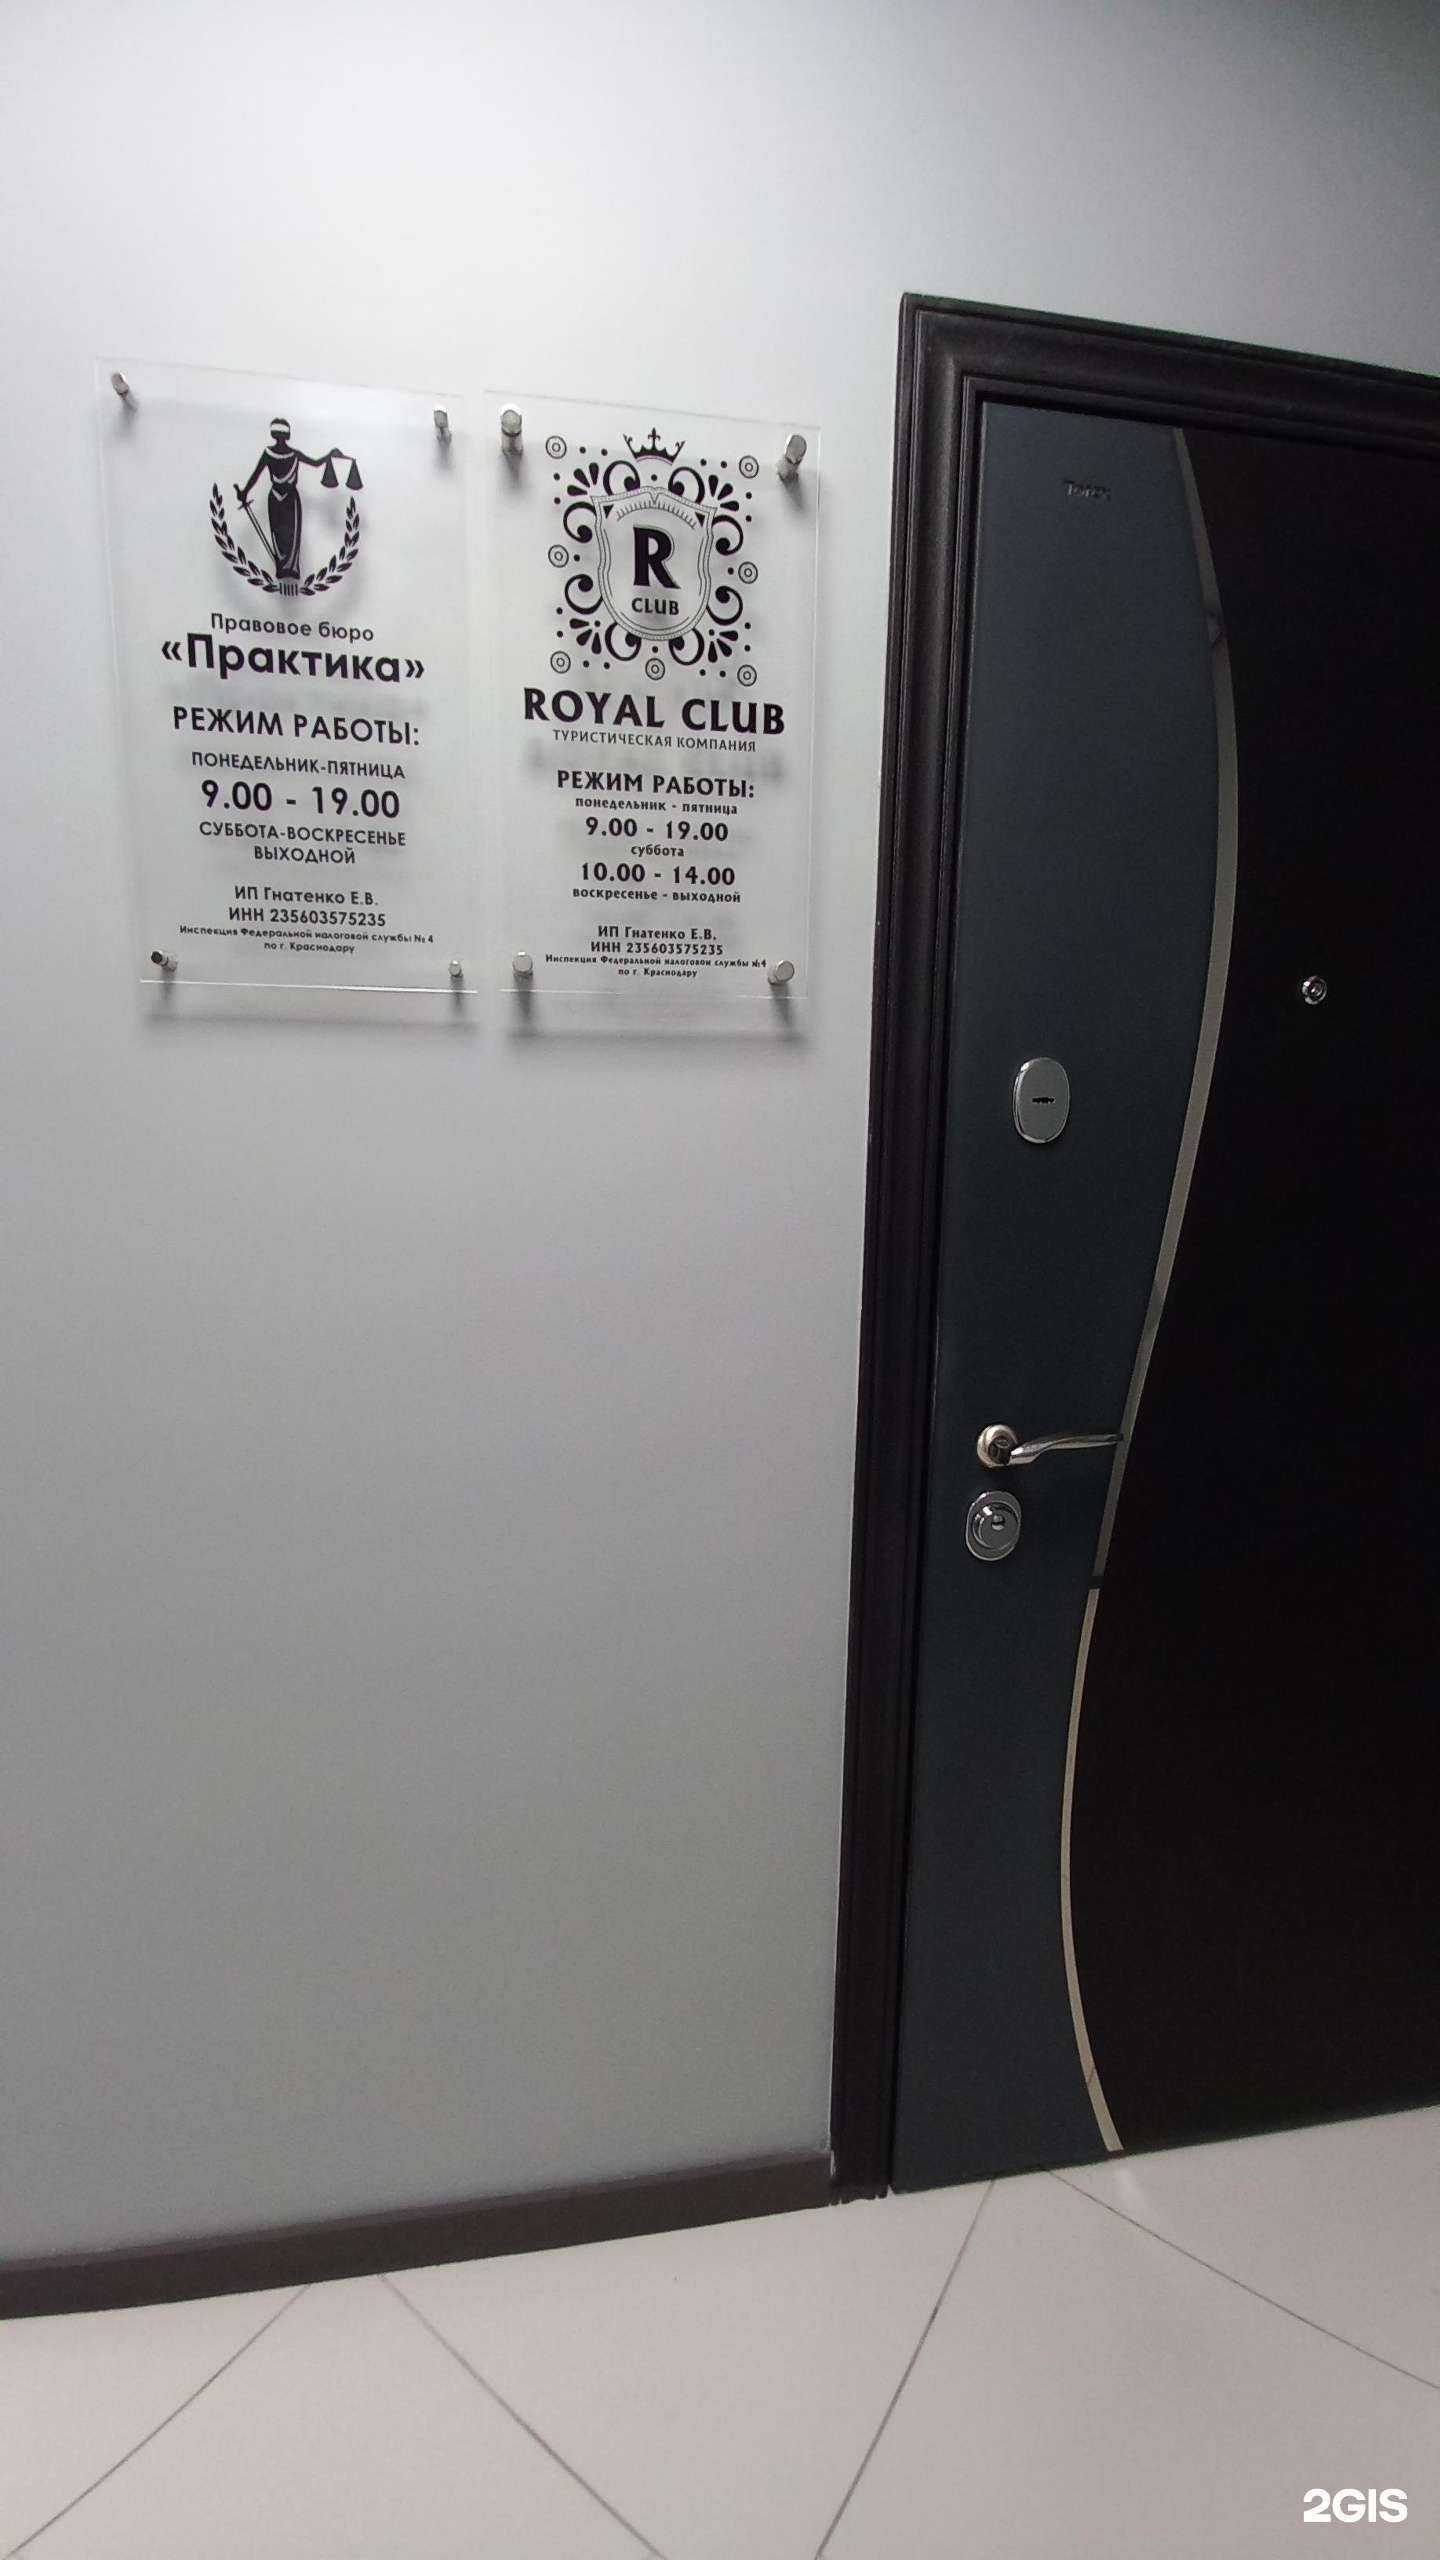 Правовое бюро
«Практика»
РЕЖИМ РАБОТЫ:
ПОНЕДЕЛЬНИК-ПЯТНИЦА
9.00 - 19.00
СУББОТА-ВОСКРЕСЕНЬЕ
ВЫХОДНОЙ
ИП Гнатенко Е.В.
ИНН 235603575235
Инспекция Федеральной налоговой службы № 4
по г. Краснодару
R
CLUB
ROYAL CLUB
ТУРИСТИЧЕСКАЯ КОМПАНИЯ
РЕЖИМ РАБОТЫ:
понедельник - пятница
9.00 - 19.00
суббота
10.00 - 14.00
воскресенье - выходной
ИП Гнатенко Е.В.
ИНН 235603575235
Инспекция Федеральной налоговой службы №4
по г. Краснодару
Torex
2GIS